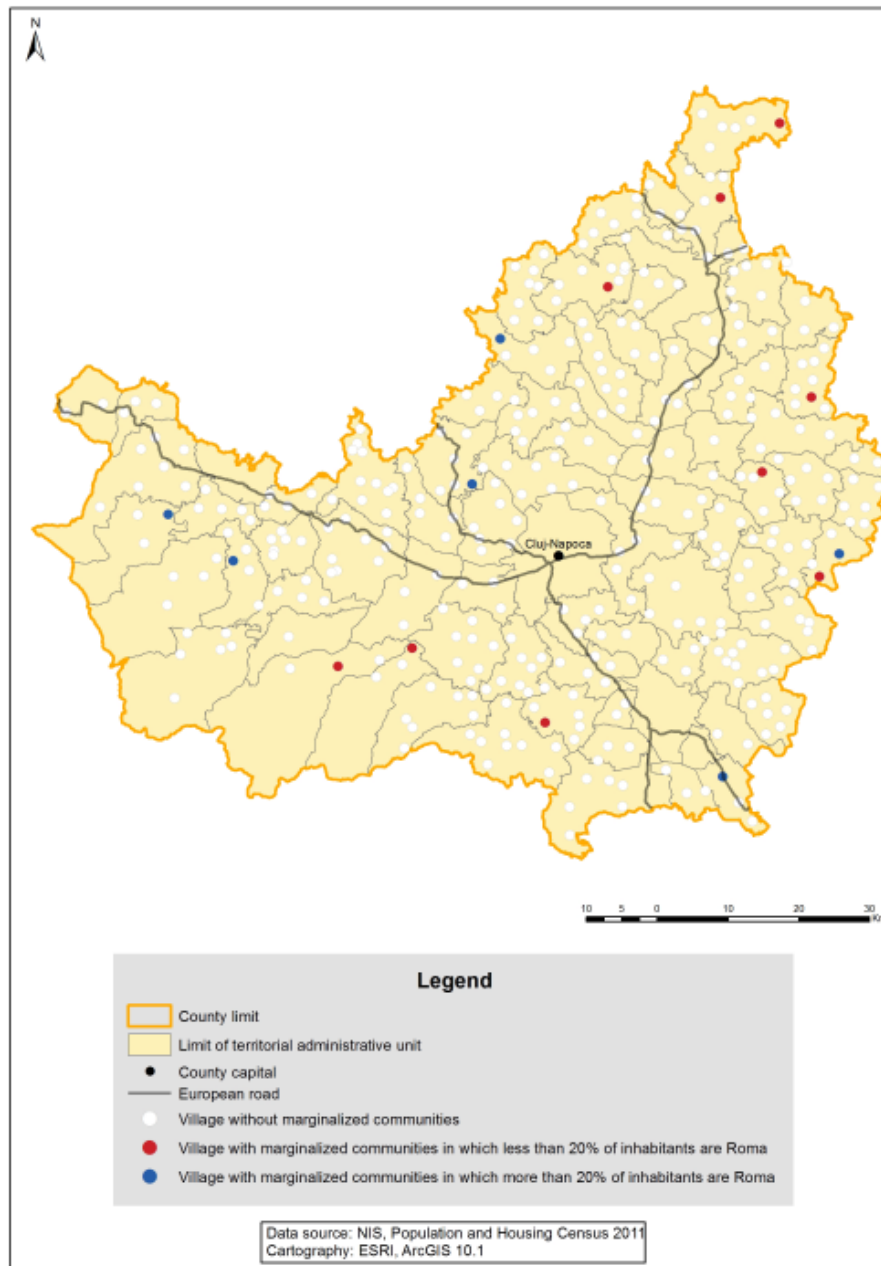 N
Cluj-Napoca
10 5 0 10 20 30
Legend
County limit
Limit of territorial administrative unit
County capital
European road
Village without marginalized communities
Village with marginalized communities in which less than 20% of inhabitants are Roma
Village with marginalized communities in which more than 20% of inhabitants are Roma
Data source: NIS, Population and Housing Census 2011
Cartography: ESRI, ArcGIS 10.1